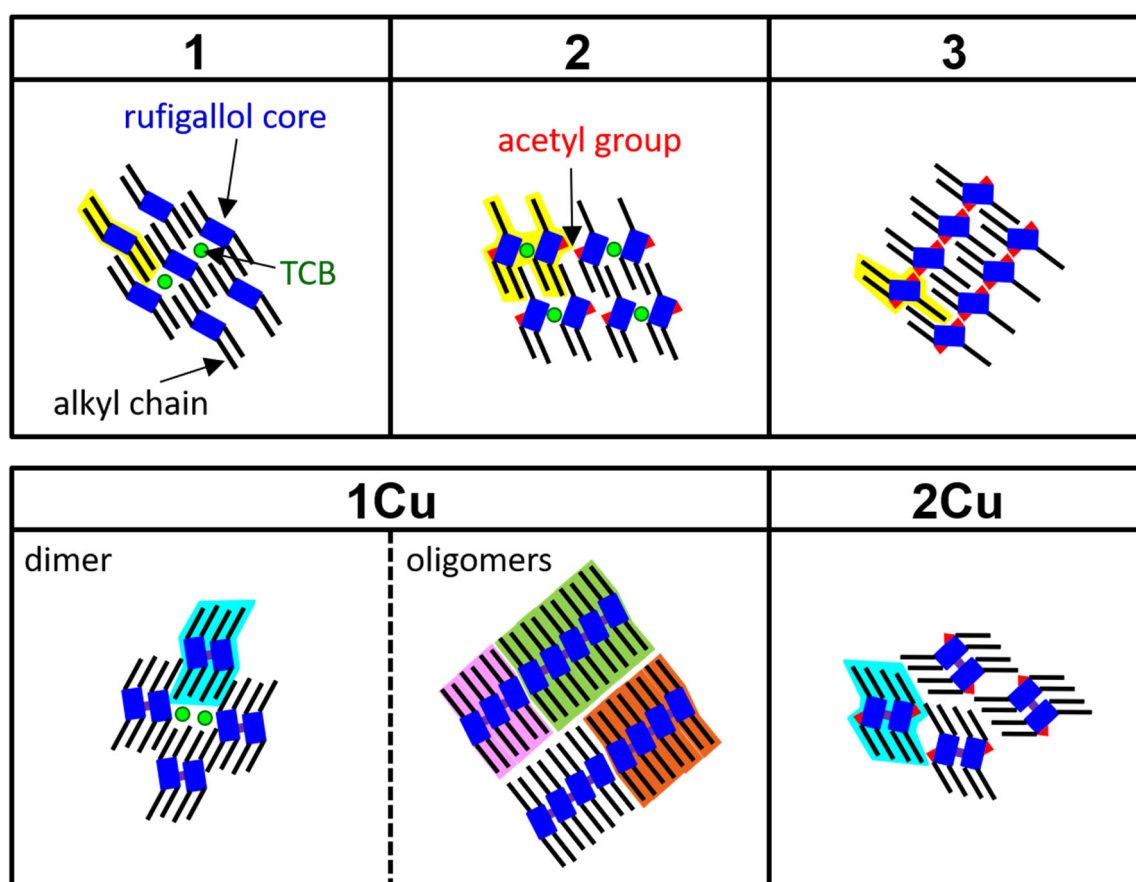 1
2
3
rufigallol core
acetyl group
TCB
alkyl chain
1Cu
2Cu
dimer
oligomers